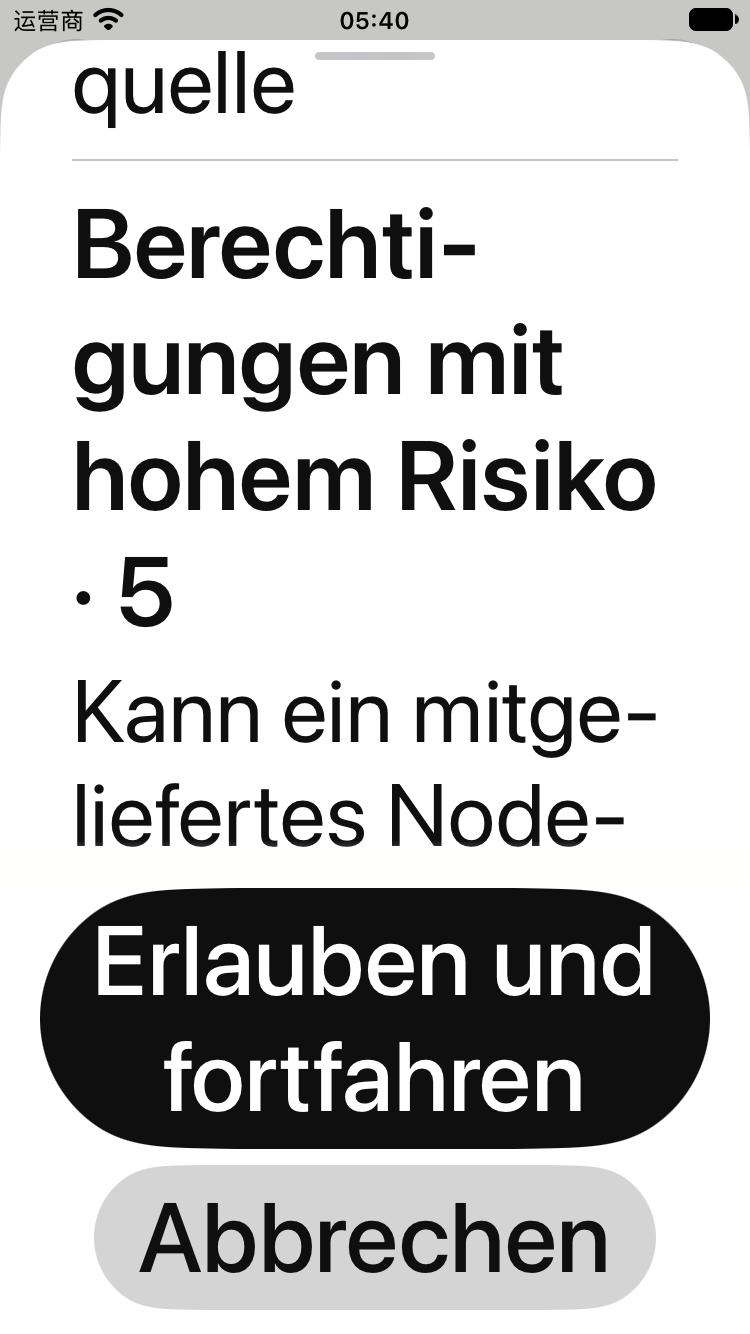 运营商 05:40
quelle
Berechti-
gungen mit
hohem Risiko
· 5
Kann ein mitge-
liefertes Node-
Erlauben und
fortfahren
Abbrechen